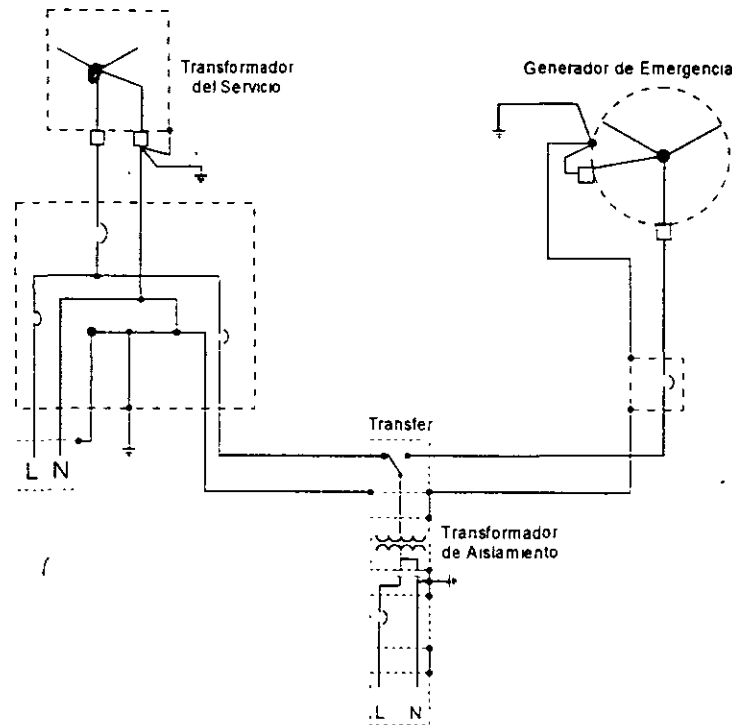 Transformador
del Servicio
Generador de Emergencia
Transfer
L N
Transformador
de Aislamiento
L N